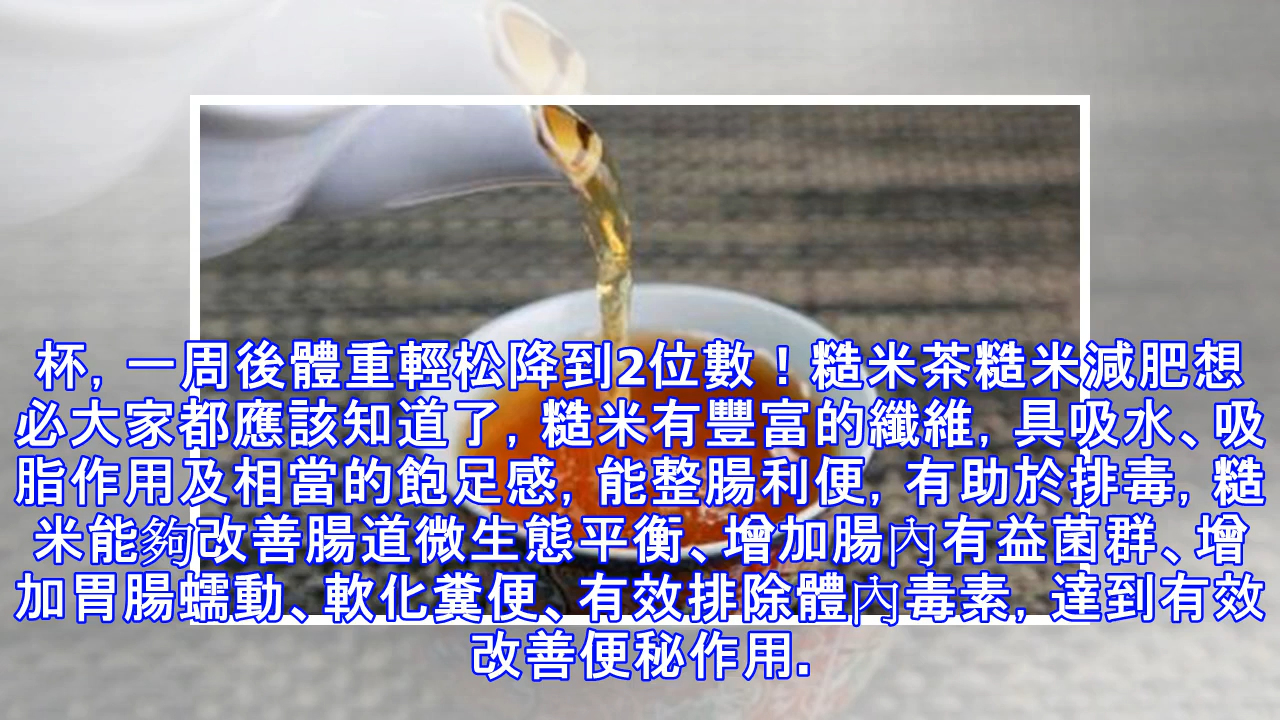 杯, 一周後體重輕松降到2位數！糙米茶糙米減肥想
必大家都應該知道了, 糙米有豐富的纖維, 具吸水、吸
脂作用及相當的飽足感, 能整腸利便, 有助於排毒, 糙
米能夠改善腸道微生態平衡、增加腸內有益菌群、增
加胃腸蠕動、軟化糞便、有效排除體內毒素, 達到有效
改善便秘作用.